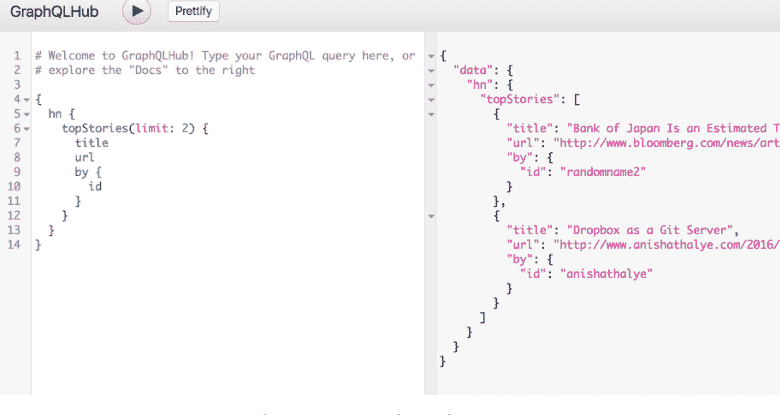 GraphQLHub Prettify
1 # Welcome to GraphQLHub! Type your GraphQL query here, or
2 # explore the "Docs" to the right
3
4 {
5 hn {
6 topStories(limit: 2) {
7 title
8 url
9 by {
10 id
11 }
12 }
13 }
14 }
{
"data": {
"hn": {
"topStories": [
{
"title": "Bank of Japan Is an Estimated T
"url": "http://www.bloomberg.com/news/art
"by": {
"id": "randomname2"
}
},
{
"title": "Dropbox as a Git Server",
"url": "http://www.anishathalye.com/2016/
"by": {
"id": "anishathalye"
}
}
]
}
}
}